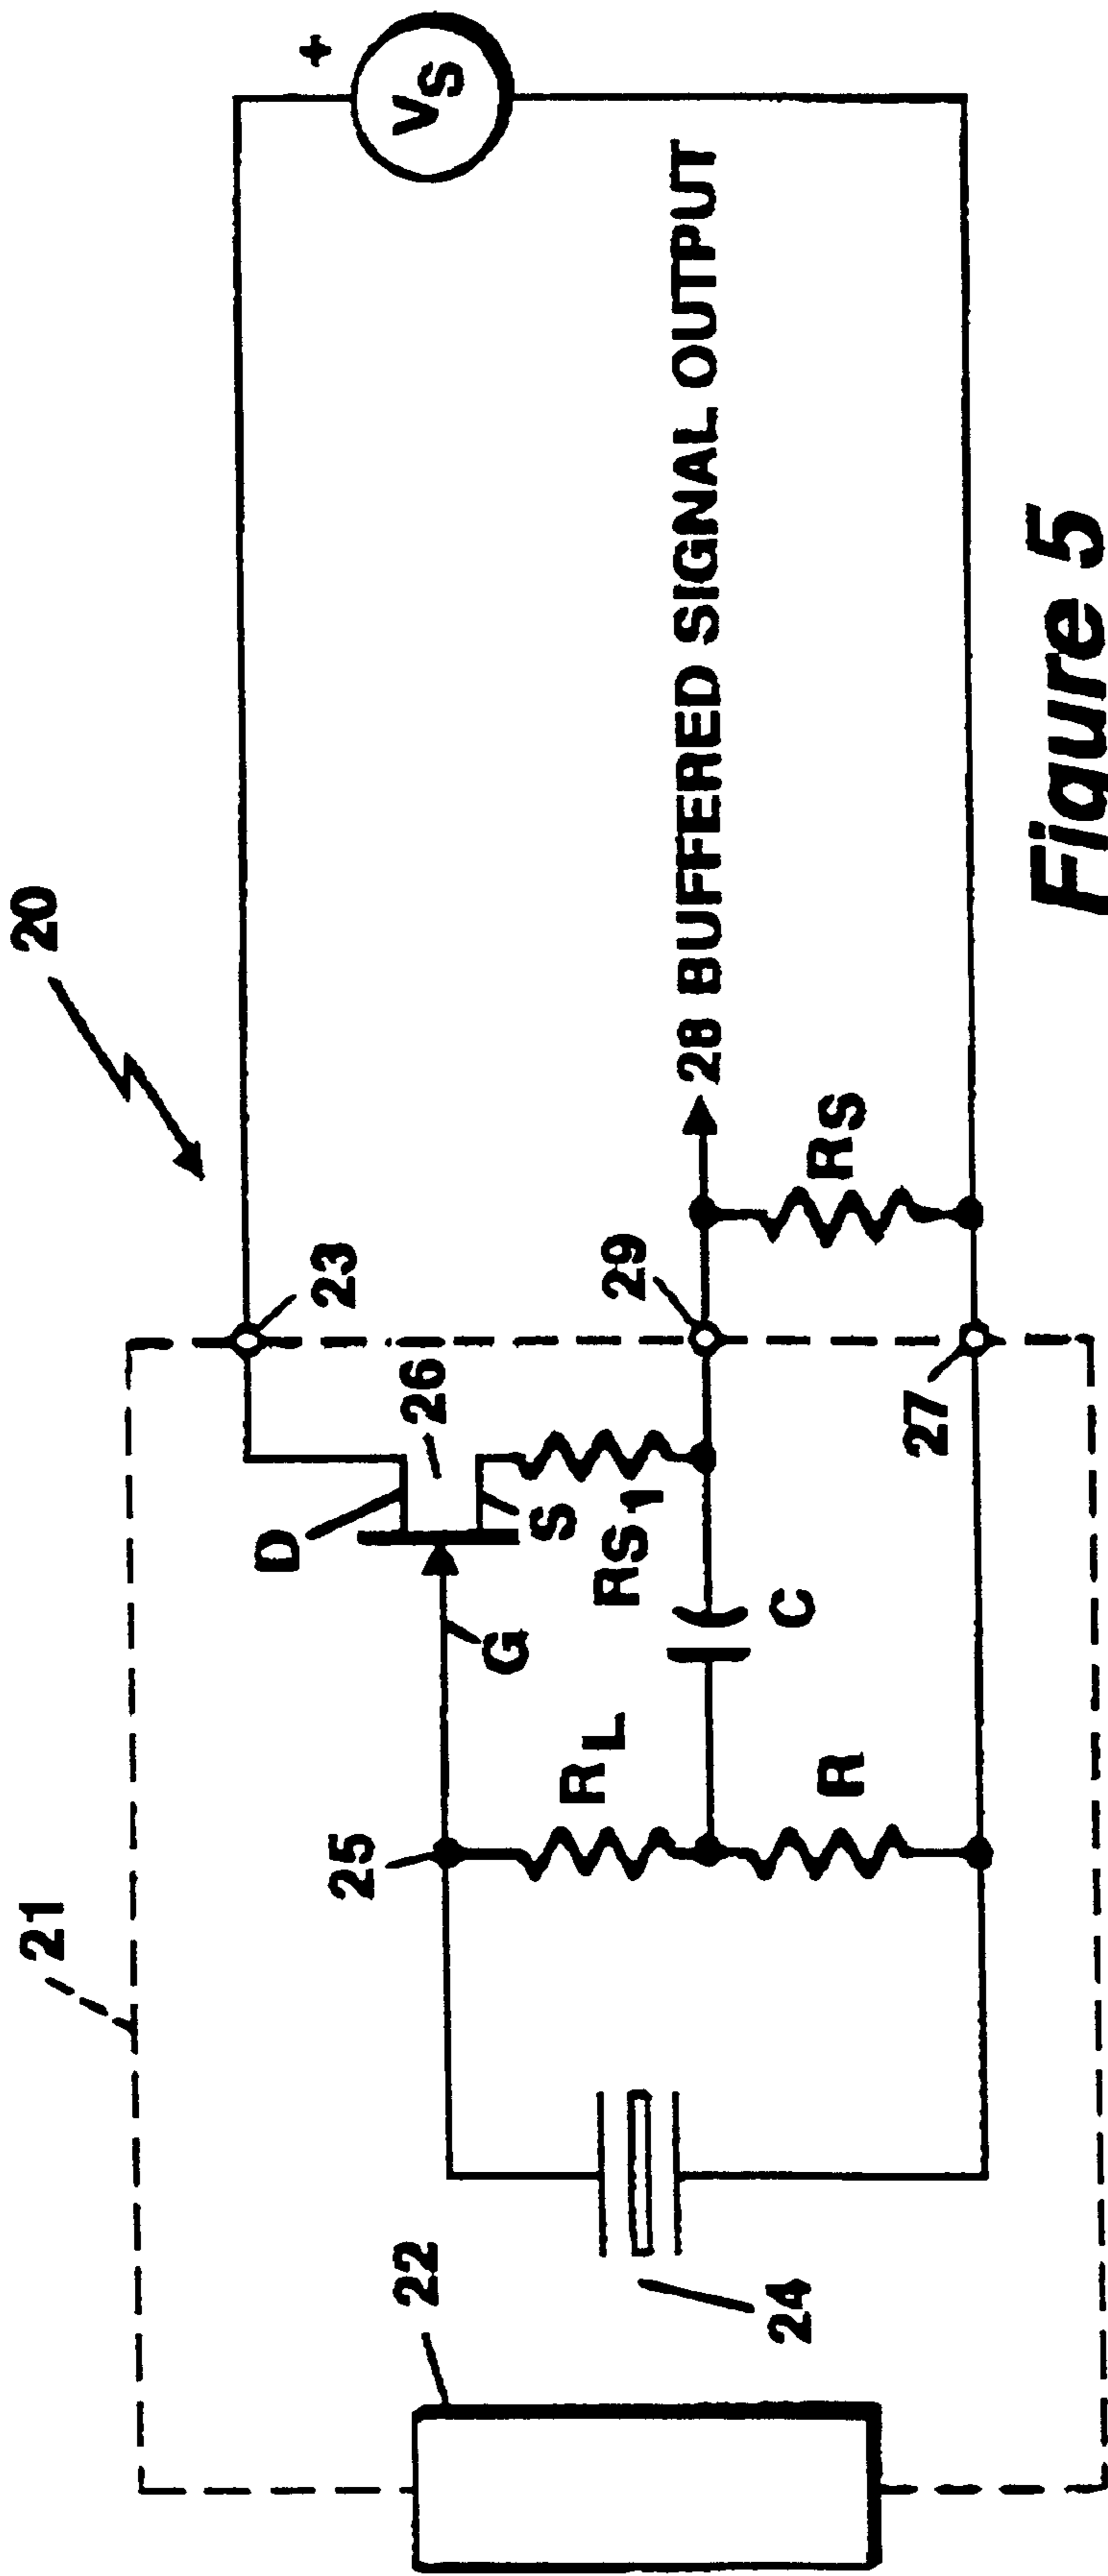 20
21
23
D
26
+
VS
25
G
S
22
RL
RS1
29
28 BUFFERED SIGNAL OUTPUT
24
R
C
RS
27
Figure 5